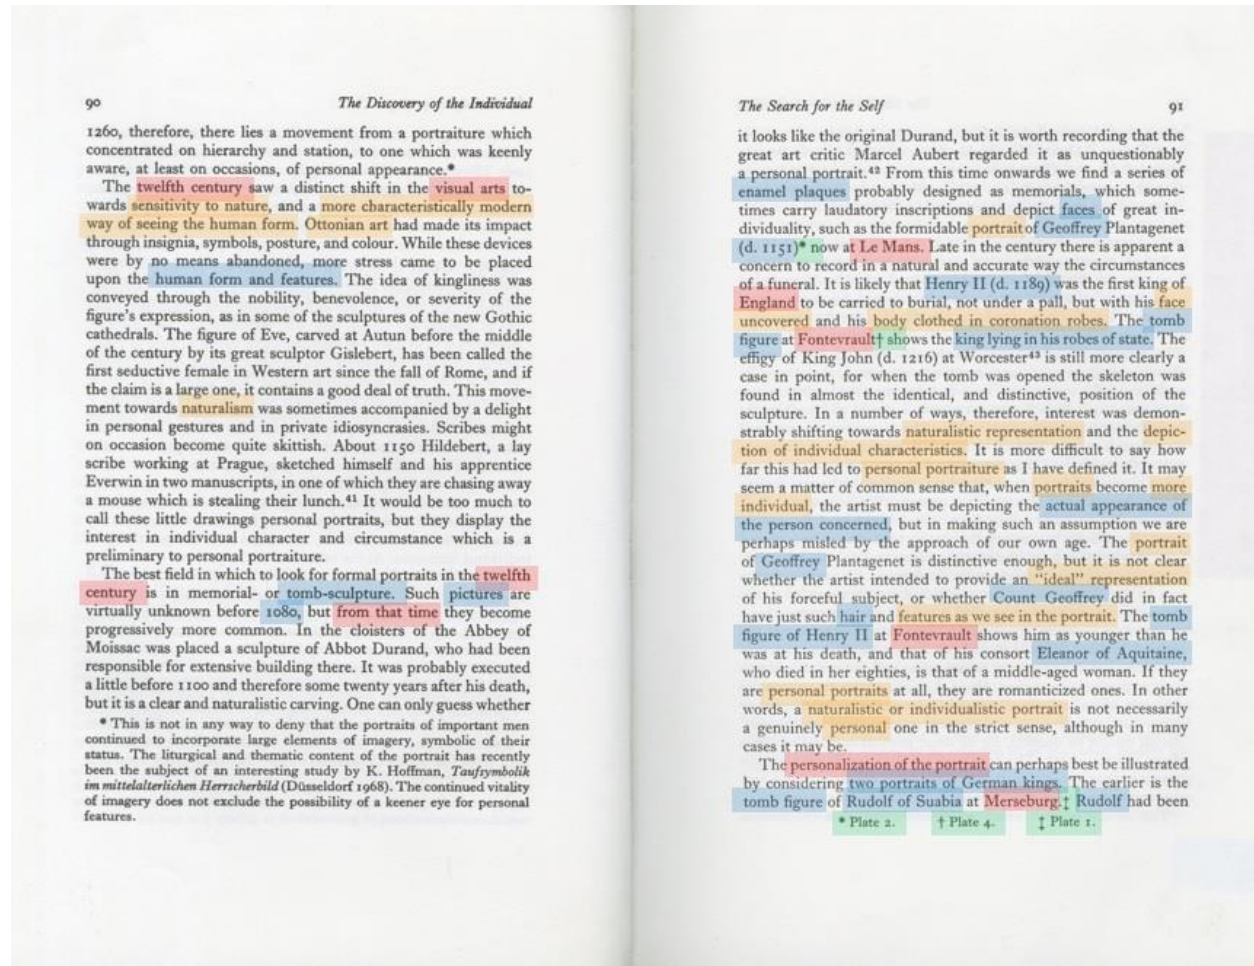 90
The Discovery of the Individual
1260, therefore, there lies a movement from a portraiture which
concentrated on hierarchy and station, to one which was keenly
aware, at least on occasions, of personal appearance.*
The twelfth century saw a distinct shift in the visual arts to-
wards sensitivity to nature, and a more characteristically modern
way of seeing the human form. Ottonian art had made its impact
through insignia, symbols, posture, and colour. While these devices
were by no means abandoned, more stress came to be placed
upon the human form and features. The idea of kingliness was
conveyed through the nobility, benevolence, or severity of the
figure's expression, as in some of the sculptures of the new Gothic
cathedrals. The figure of Eve, carved at Autun before the middle
of the century by its great sculptor Gislebert, has been called the
first seductive female in Western art since the fall of Rome, and if
the claim is a large one, it contains a good deal of truth. This move-
ment towards naturalism was sometimes accompanied by a delight
in personal gestures and in private idiosyncrasies. Scribes might
on occasion become quite skittish. About 1150 Hildebert, a lay
scribe working at Prague, sketched himself and his apprentice
Everwin in two manuscripts, in one of which they are chasing away
a mouse which is stealing their lunch.⁴¹ It would be too much to
call these little drawings personal portraits, but they display the
interest in individual character and circumstance which is a
preliminary to personal portraiture.
The best field in which to look for formal portraits in the twelfth
century is in memorial- or tomb-sculpture. Such pictures are
virtually unknown before 1080, but from that time they become
progressively more common. In the cloisters of the Abbey of
Moissac was placed a sculpture of Abbot Durand, who had been
responsible for extensive building there. It was probably executed
a little before 1100 and therefore some twenty years after his death,
but it is a clear and naturalistic carving. One can only guess whether
* This is not in any way to deny that the portraits of important men
continued to incorporate large elements of imagery, symbolic of their
status. The liturgical and thematic content of the portrait has recently
been the subject of an interesting study by K. Hoffman, Taufsymbolik
im mittelalterlichen Herrscherbild (Düsseldorf 1968). The continued vitality
of imagery does not exclude the possibility of a keener eye for personal
features.
The Search for the Self
91
it looks like the original Durand, but it is worth recording that the
great art critic Marcel Aubert regarded it as unquestionably
a personal portrait.⁴² From this time onwards we find a series of
enamel plaques probably designed as memorials, which some-
times carry laudatory inscriptions and depict faces of great in-
dividuality, such as the formidable portrait of Geoffrey Plantagenet
(d. 1151)* now at Le Mans. Late in the century there is apparent a
concern to record in a natural and accurate way the circumstances
of a funeral. It is likely that Henry II (d. 1189) was the first king of
England to be carried to burial, not under a pall, but with his face
uncovered and his body clothed in coronation robes. The tomb
figure at Fontevrault† shows the king lying in his robes of state. The
effigy of King John (d. 1216) at Worcester⁴³ is still more clearly a
case in point, for when the tomb was opened the skeleton was
found in almost the identical, and distinctive, position of the
sculpture. In a number of ways, therefore, interest was demon-
strably shifting towards naturalistic representation and the depic-
tion of individual characteristics. It is more difficult to say how
far this had led to personal portraiture as I have defined it. It may
seem a matter of common sense that, when portraits become more
individual, the artist must be depicting the actual appearance of
the person concerned, but in making such an assumption we are
perhaps misled by the approach of our own age. The portrait
of Geoffrey Plantagenet is distinctive enough, but it is not clear
whether the artist intended to provide an "ideal" representation
of his forceful subject, or whether Count Geoffrey did in fact
have just such hair and features as we see in the portrait. The tomb
figure of Henry II at Fontevrault shows him as younger than he
was at his death, and that of his consort Eleanor of Aquitaine,
who died in her eighties, is that of a middle-aged woman. If they
are personal portraits at all, they are romanticized ones. In other
words, a naturalistic or individualistic portrait is not necessarily
a genuinely personal one in the strict sense, although in many
cases it may be.
The personalization of the portrait can perhaps best be illustrated
by considering two portraits of German kings. The earlier is the
tomb figure of Rudolf of Suabia at Merseburg.‡ Rudolf had been
* Plate 2. † Plate 4. ‡ Plate 1.